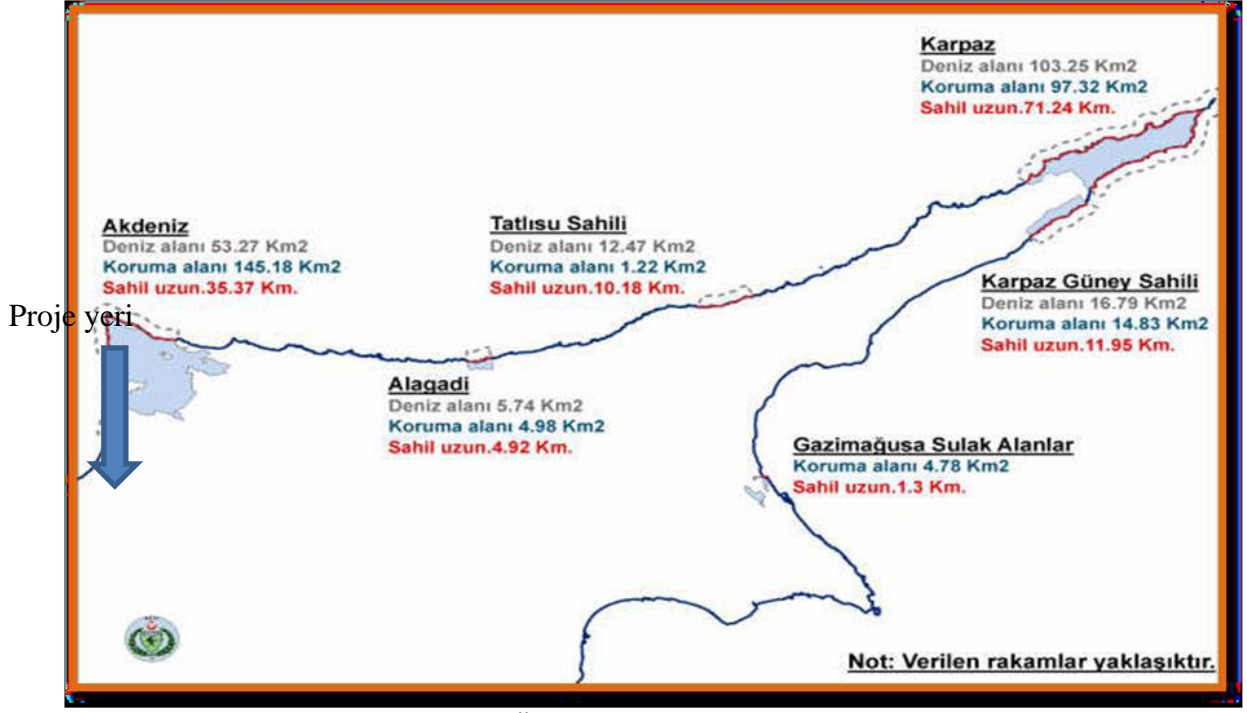 Karpaz
Deniz alanı 103.25 Km2
Koruma alanı 97.32 Km2
Sahil uzun.71.24 Km.
Akdeniz
Deniz alanı 53.27 Km2
Koruma alanı 145.18 Km2
Sahil uzun.35.37 Km.
Tatlısu Sahili
Deniz alanı 12.47 Km2
Koruma alanı 1.22 Km2
Sahil uzun.10.18 Km.
Karpaz Güney Sahili
Deniz alanı 16.79 Km2
Koruma alanı 14.83 Km2
Sahil uzun.11.95 Km.
Proje yeri
Alagadi
Deniz alanı 5.74 Km2
Koruma alanı 4.98 Km2
Sahil uzun.4.92 Km.
Gazimağusa Sulak Alanlar
Koruma alanı 4.78 Km2
Sahil uzun.1.3 Km.
Not: Verilen rakamlar yaklaşıktır.